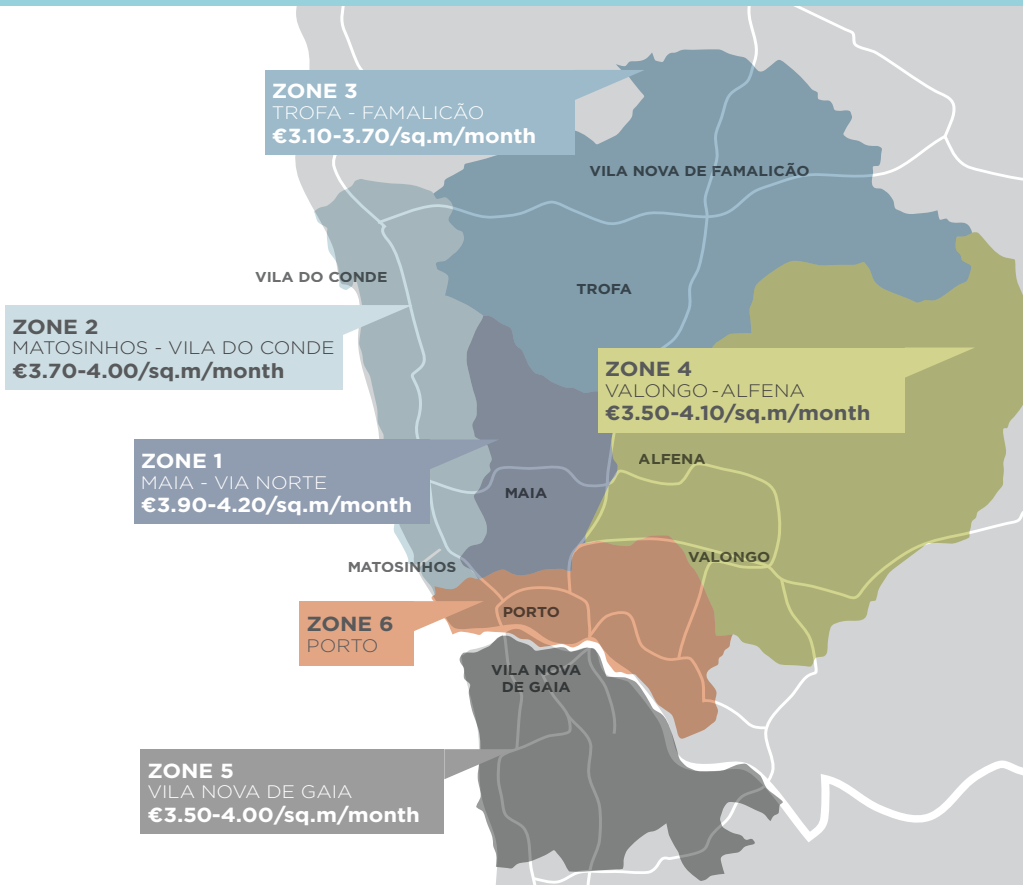 ZONE 3
TROFA - FAMALICÃO
€3.10-3.70/sq.m/month
VILA NOVA DE FAMALICÃO
VILA DO CONDE
TROFA
ZONE 2
MATOSINHOS - VILA DO CONDE
€3.70-4.00/sq.m/month
ZONE 4
VALONGO - ALFENA
€3.50-4.10/sq.m/month
ZONE 1
MAIA - VIA NORTE
€3.90-4.20/sq.m/month
ALFENA
MAIA
MATOSINHOS
VALONGO
ZONE 6
PORTO
PORTO
VILA NOVA
DE GAIA
ZONE 5
VILA NOVA DE GAIA
€3.50-4.00/sq.m/month